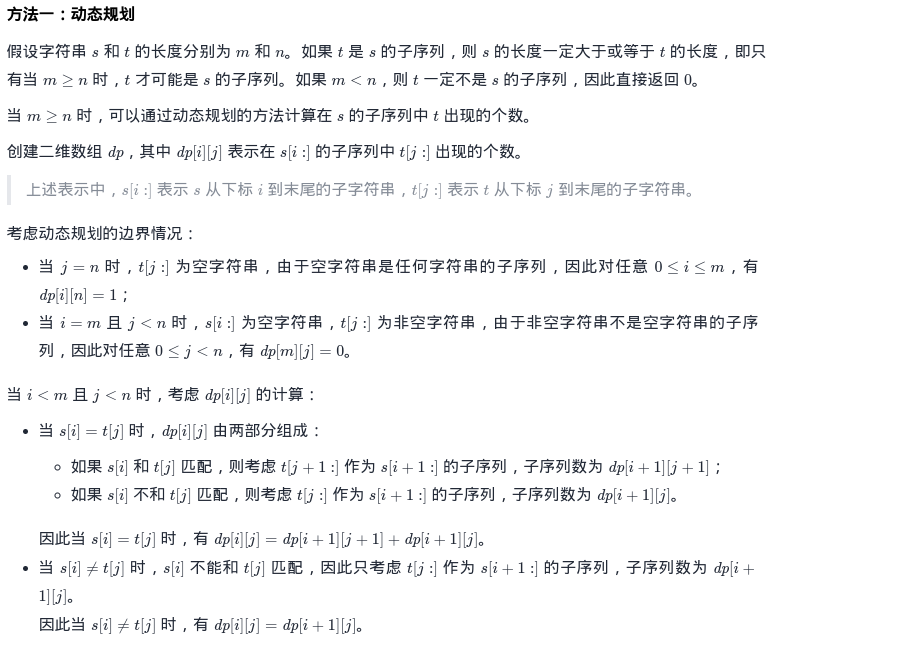 方法一：动态规划
假设字符串 s 和 t 的长度分别为 m 和 n。如果 t 是 s 的子序列，则 s 的长度一定大于或等于 t 的长度，即只
有当 m ≥ n 时，t 才可能是 s 的子序列。如果 m < n，则 t 一定不是 s 的子序列，因此直接返回 0。
当 m ≥ n 时，可以通过动态规划的方法计算在 s 的子序列中 t 出现的个数。
创建二维数组 dp，其中 dp[i][j] 表示在 s[i:] 的子序列中 t[j:] 出现的个数。
上述表示中，s[i:] 表示 s 从下标 i 到末尾的子字符串，t[j:] 表示 t 从下标 j 到末尾的子字符串。
考虑动态规划的边界情况：
• 当 j = n 时，t[j:] 为空字符串，由于空字符串是任何字符串的子序列，因此对任意 0 ≤ i ≤ m，有
dp[i][n] = 1；
• 当 i = m 且 j < n 时，s[i:] 为空字符串，t[j:] 为非空字符串，由于非空字符串不是空字符串的子序
列，因此对任意 0 ≤ j < n，有 dp[m][j] = 0。
当 i < m 且 j < n 时，考虑 dp[i][j] 的计算：
• 当 s[i] = t[j] 时，dp[i][j] 由两部分组成：
◦ 如果 s[i] 和 t[j] 匹配，则考虑 t[j + 1:] 作为 s[i + 1:] 的子序列，子序列数为 dp[i + 1][j + 1]；
◦ 如果 s[i] 不和 t[j] 匹配，则考虑 t[j:] 作为 s[i + 1:] 的子序列，子序列数为 dp[i + 1][j]。
因此当 s[i] = t[j] 时，有 dp[i][j] = dp[i + 1][j + 1] + dp[i + 1][j]。
• 当 s[i] ≠ t[j] 时，s[i] 不能和 t[j] 匹配，因此只考虑 t[j:] 作为 s[i + 1:] 的子序列，子序列数为 dp[i +
1][j]。
因此当 s[i] ≠ t[j] 时，有 dp[i][j] = dp[i + 1][j]。